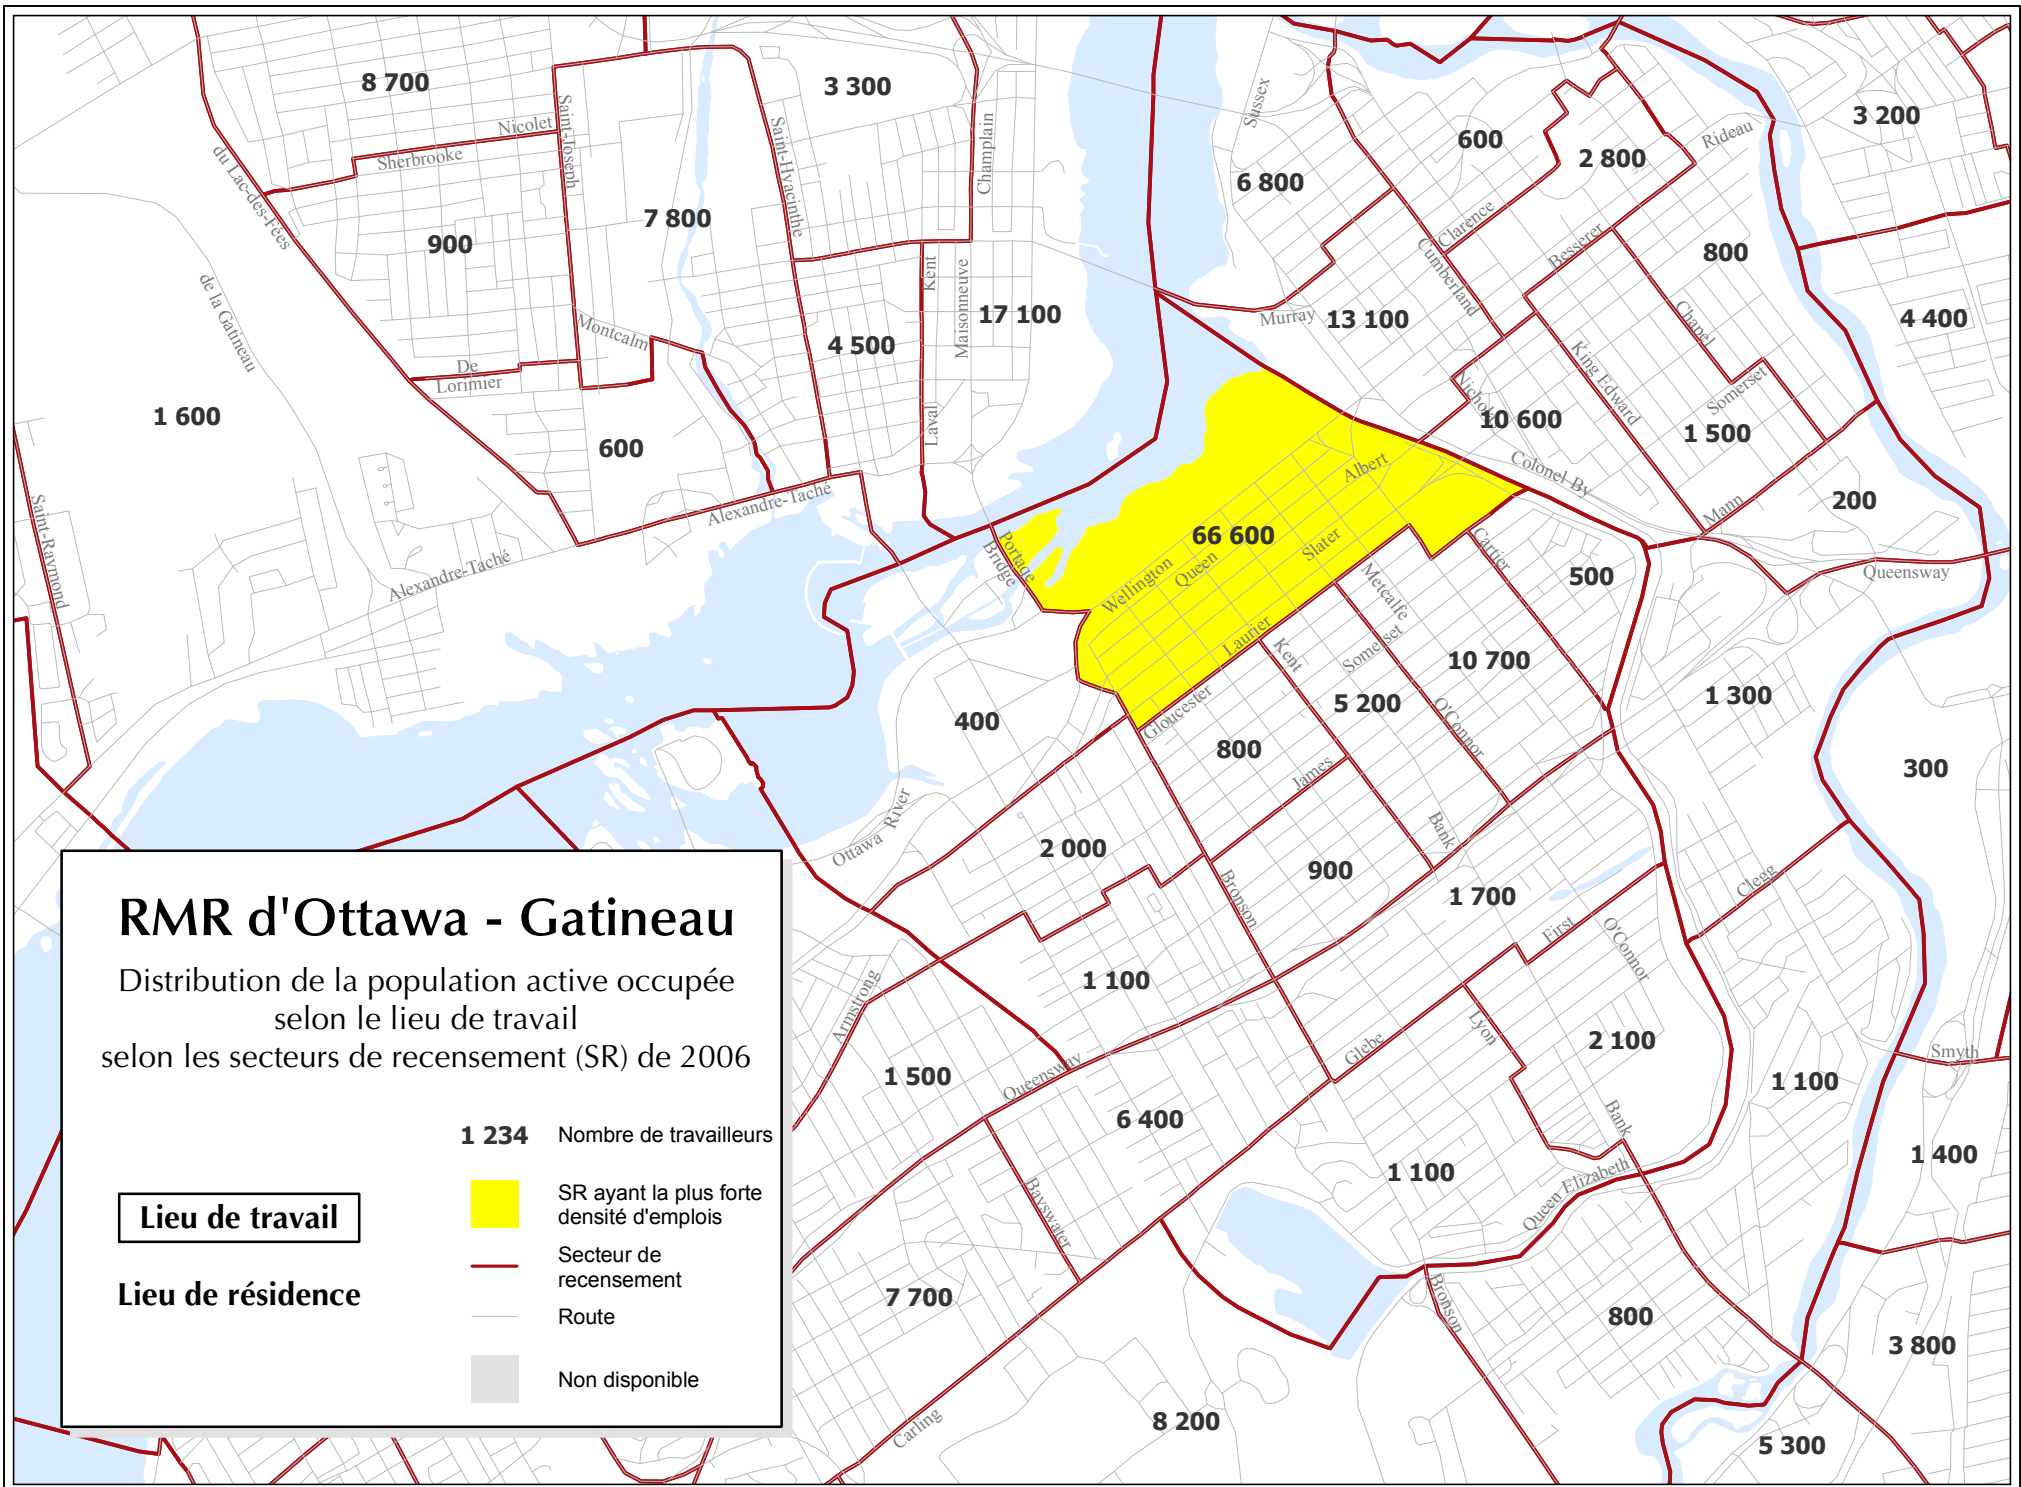 8 700
3 300
3 200
Nicolet
Sherbrooke
Saint-Joseph
Saint-Hyacinthe
Champlain
Sussex
600
2 800
Rideau
6 800
du Lac-des-Fées
900
7 800
Clarence
Cumberland
Besserer
800
de la Gatineau
Kent
Maisonneuve
17 100
Murray
13 100
Chapel
4 400
Montcalm
4 500
King Edward
De
Lorimier
Nicholas
Somerset
1 600
600
Laval
10 600
1 500
Albert
Colonel By
Saint-Raymond
Alexandre-Taché
Mann
200
Alexandre-Taché
Portage
Bridge
66 600
Wellington
Queen
Slater
Metcalfe
Cartier
500
Queensway
Laurier
Kent
Somerset
10 700
400
Gloucester
800
5 200
O'Connor
1 300
300
James
Ottawa River
2 000
Bank
Bronson
900
1 700
Clegg
First
O'Connor
RMR d'Ottawa - Gatineau
Distribution de la population active occupée
selon le lieu de travail
selon les secteurs de recensement (SR) de 2006
1 234 Nombre de travailleurs
SR ayant la plus forte
densité d'emplois
Lieu de travail
Secteur de
recensement
Lieu de résidence
Route
Non disponible
Armstrong
1 100
1 500
Queensway
Glebe
Lyon
2 100
Smyth
1 100
6 400
Bank
1 100
Queen Elizabeth
1 400
Bayswater
7 700
Bronson
800
3 800
Carling
8 200
5 300